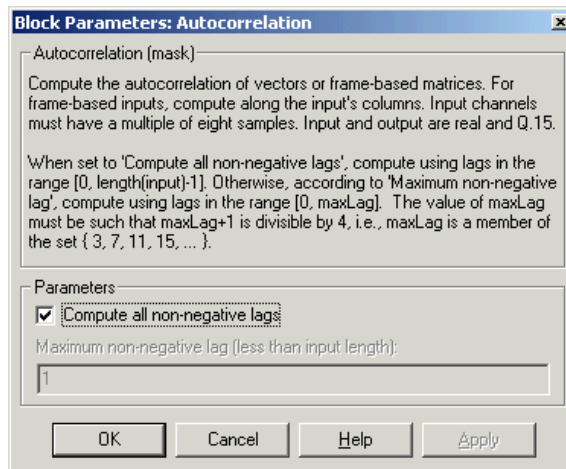 Block Parameters: Autocorrelation
Autocorrelation (mask)
Compute the autocorrelation of vectors or frame-based matrices. For
frame-based inputs, compute along the input's columns. Input channels
must have a multiple of eight samples. Input and output are real and Q.15.
When set to 'Compute all non-negative lags', compute using lags in the
range [0, length(input)-1]. Otherwise, according to 'Maximum non-negative
lag', compute using lags in the range [0, maxLag].  The value of maxLag
must be such that maxLag+1 is divisible by 4, i.e., maxLag is a member of
the set { 3, 7, 11, 15, ... }.
Parameters
Compute all non-negative lags
Maximum non-negative lag (less than input length):
1
OK Cancel Help Apply